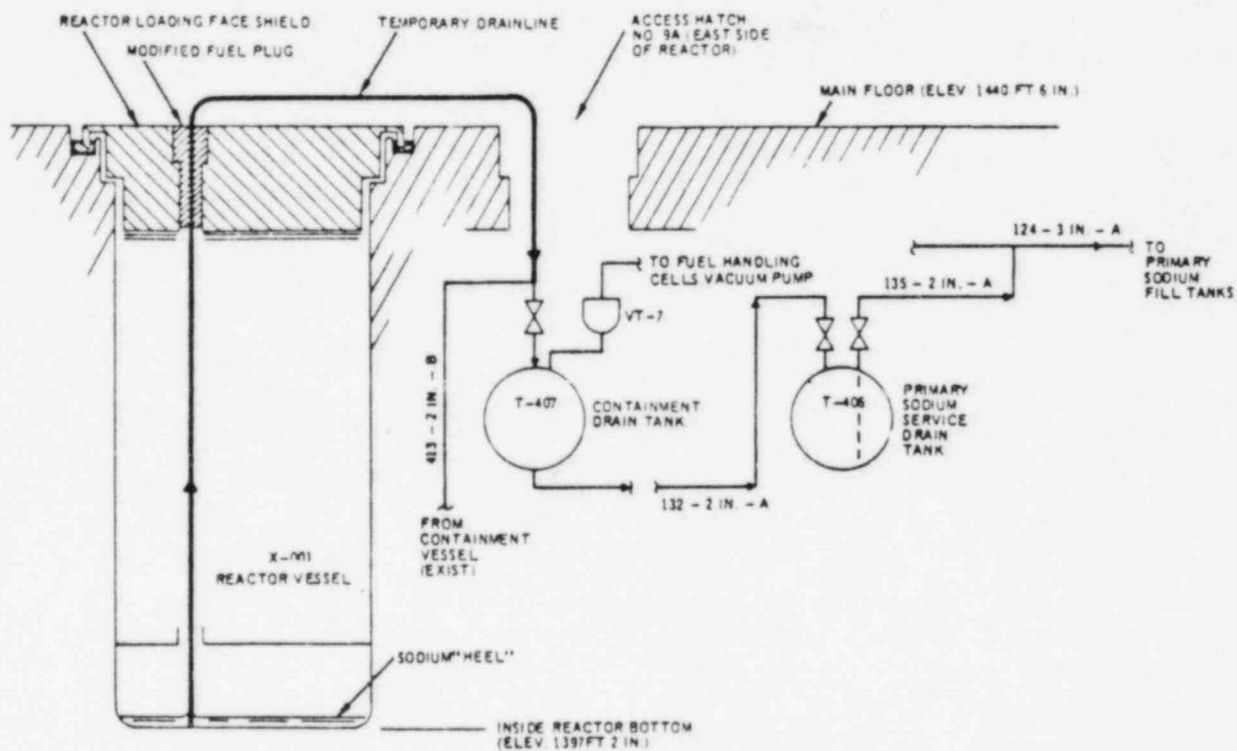 REACTOR LOADING FACE SHIELD
MODIFIED FUEL PLUG
TEMPORARY DRAINLINE
ACCESS HATCH
NO. 9A (EAST SIDE
OF REACTOR)
MAIN FLOOR (ELEV. 1440 FT 6 IN.)
124 - 3 IN. - A
TO
PRIMARY
SODIUM
FILL TANKS
TO FUEL HANDLING
CELLS VACUUM PUMP
135 - 2 IN. - A
VT-7
413 - 2 IN. - B
T-407
CONTAINMENT
DRAIN TANK
T-406
PRIMARY
SODIUM
SERVICE
DRAIN
TANK
132 - 2 IN. - A
FROM
CONTAINMENT
VESSEL
(EXIST)
X-001
REACTOR VESSEL
SODIUM "HEEL"
INSIDE REACTOR BOTTOM
(ELEV. 1397 FT 2 IN.)